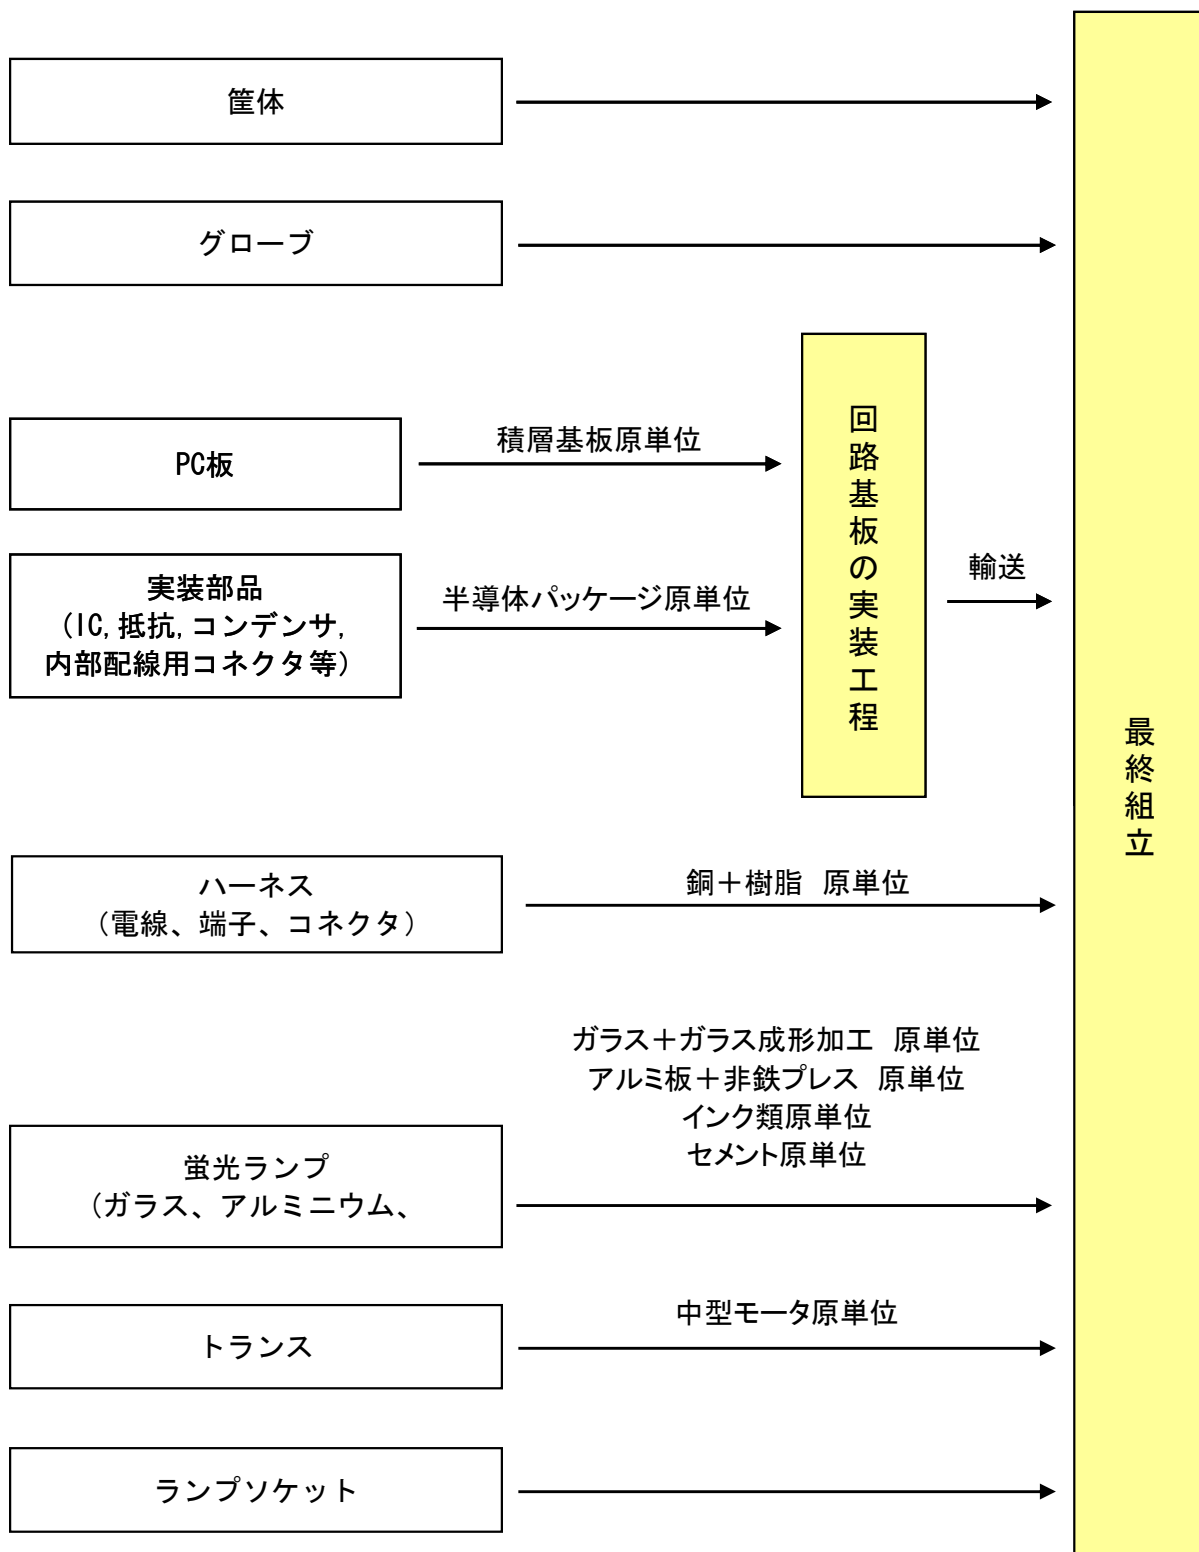 筐体
グローブ
PC板
積層基板原単位
実装部品
（IC,抵抗,コンデンサ,
内部配線用コネクタ等）
半導体パッケージ原単位
回路基板の実装工程
輸送
最終組立
ハーネス
（電線、端子、コネクタ）
銅＋樹脂　原単位
ガラス＋ガラス成形加工　原単位
アルミ板＋非鉄プレス　原単位
インク類原単位
セメント原単位
蛍光ランプ
（ガラス、アルミニウム、
トランス
中型モータ原単位
ランプソケット